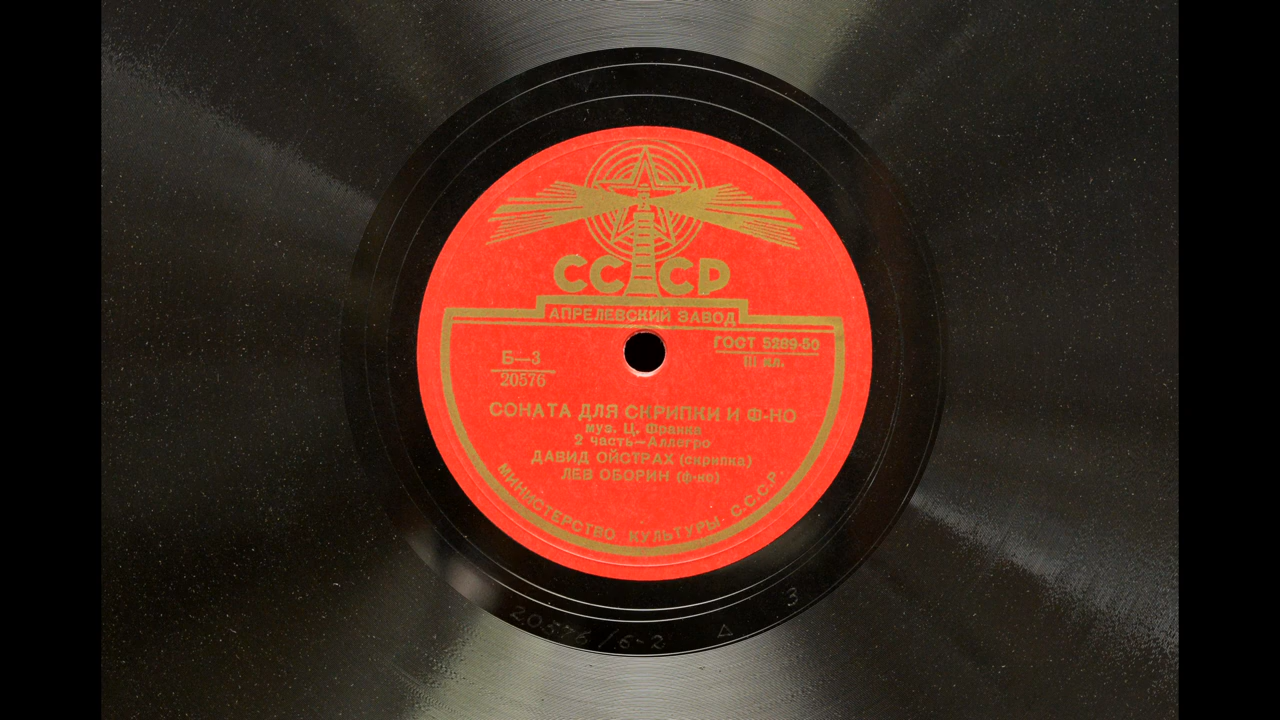 СССР
АПРЕЛЕВСКИЙ ЗАВОД
ГОСТ 5289-50
III кл.
Б—3
20576
СОНАТА ДЛЯ СКРИПКИ И Ф-НО
муз. Ц. Франка
2 часть—Аллегро
ДАВИД ОЙСТРАХ (скрипка)
ЛЕВ ОБОРИН (ф-но)
МИНИСТЕРСТВО КУЛЬТУРЫ С.С.С.Р.
20576/6-2 △ 3